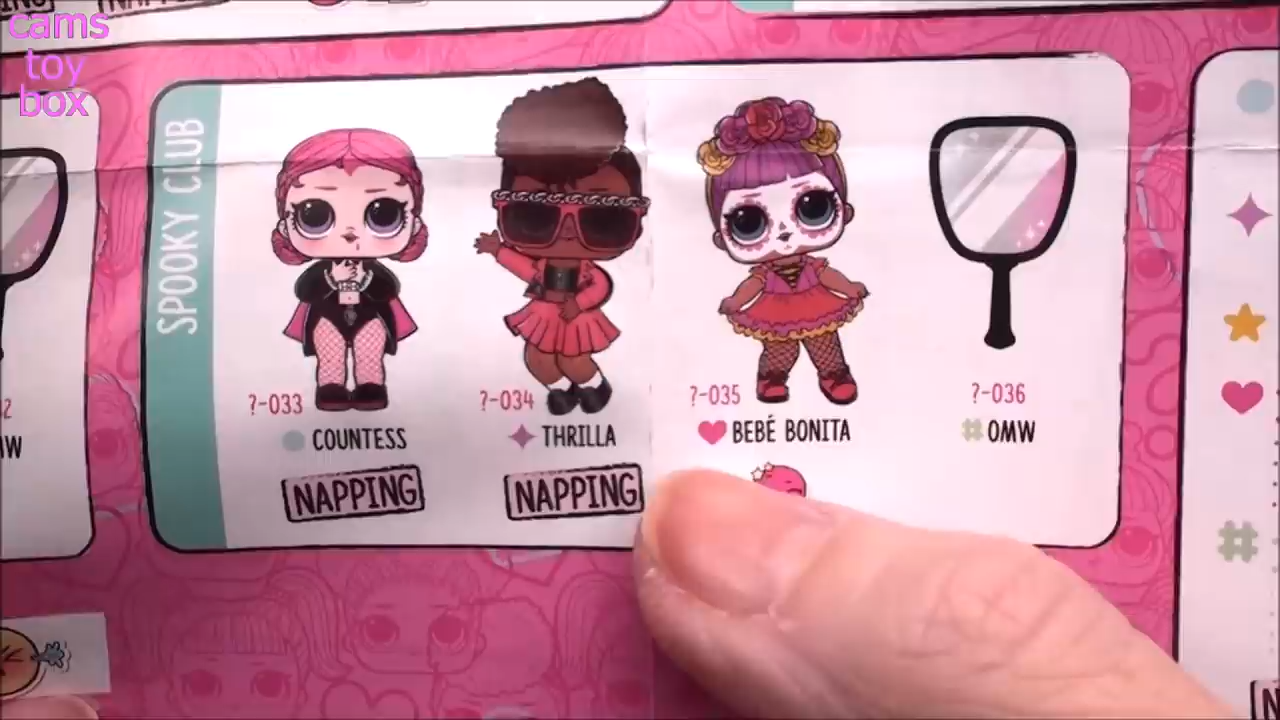 cams
toy
box
SPOOKY CLUB
?-033
?-034
?-035
?-036
COUNTESS
THRILLA
BEBÉ BONITA
#OMW
NAPPING
NAPPING
#